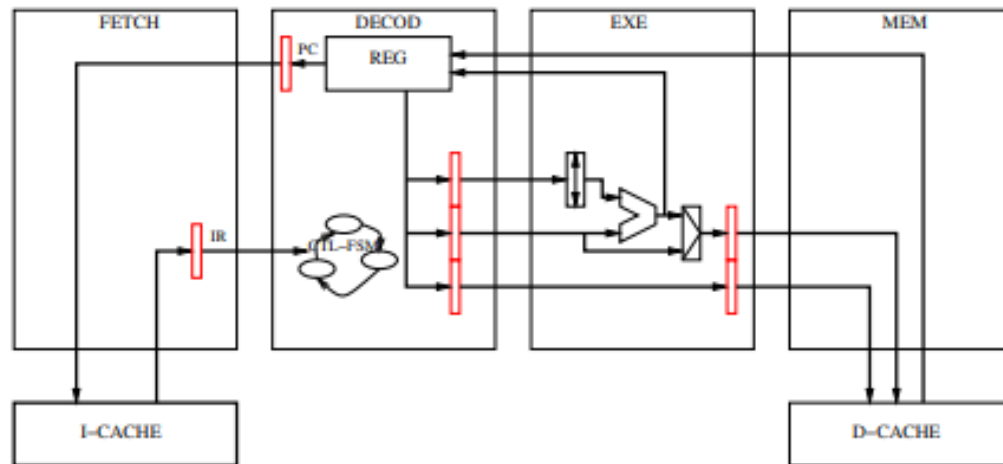 FETCH
DECOD
EXE
MEM
PC
REG
IR
CTL-FSM
I-CACHE
D-CACHE